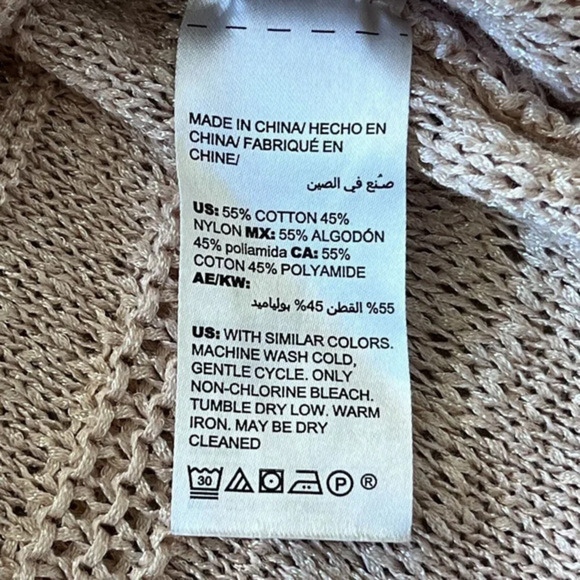 MADE IN CHINA/ HECHO EN
CHINA/ FABRIQUÉ EN
CHINE/
صُنع في الصين
US: 55% COTTON 45%
NYLON MX: 55% ALGODÓN
45% poliamida CA: 55%
COTON 45% POLYAMIDE
AE/KW:
55% القطن 45% بولياميد
US: WITH SIMILAR COLORS.
MACHINE WASH COLD,
GENTLE CYCLE. ONLY
NON-CHLORINE BLEACH.
TUMBLE DRY LOW. WARM
IRON. MAY BE DRY
CLEANED
30 P ®